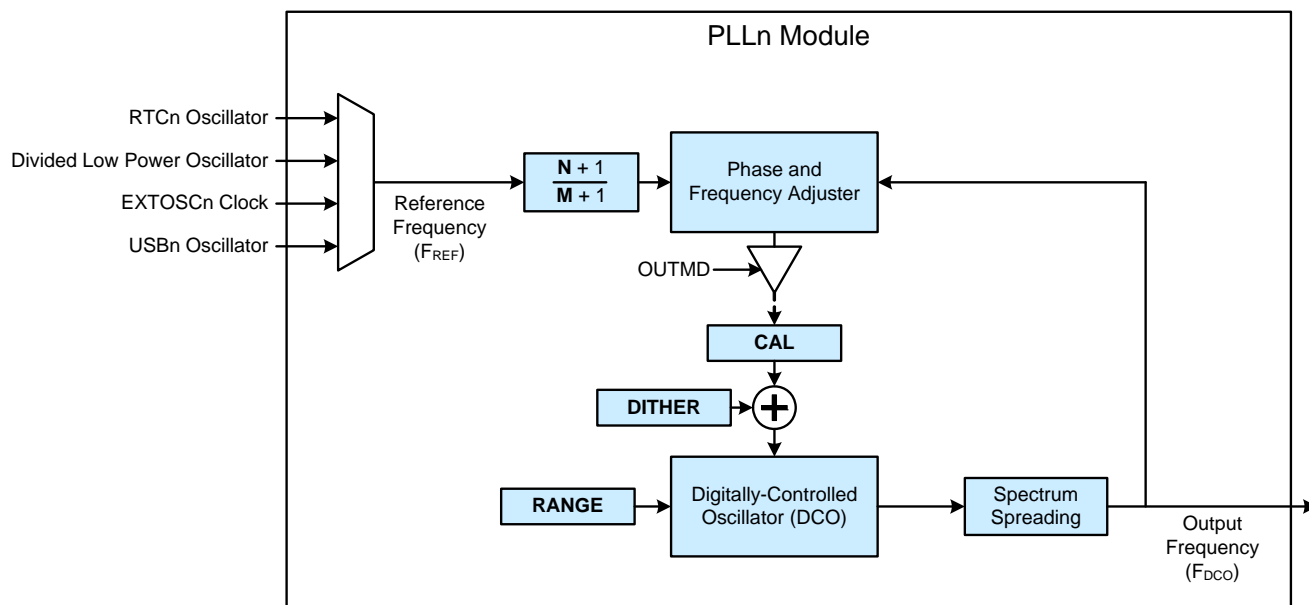 PLLn Module
RTCn Oscillator
Divided Low Power Oscillator
EXTOSCn Clock
USBn Oscillator
Reference
Frequency
(FREF)
N + 1
M + 1
Phase and
Frequency Adjuster
OUTMD
CAL
DITHER
+
RANGE
Digitally-Controlled
Oscillator (DCO)
Spectrum
Spreading
Output
Frequency
(FDCO)